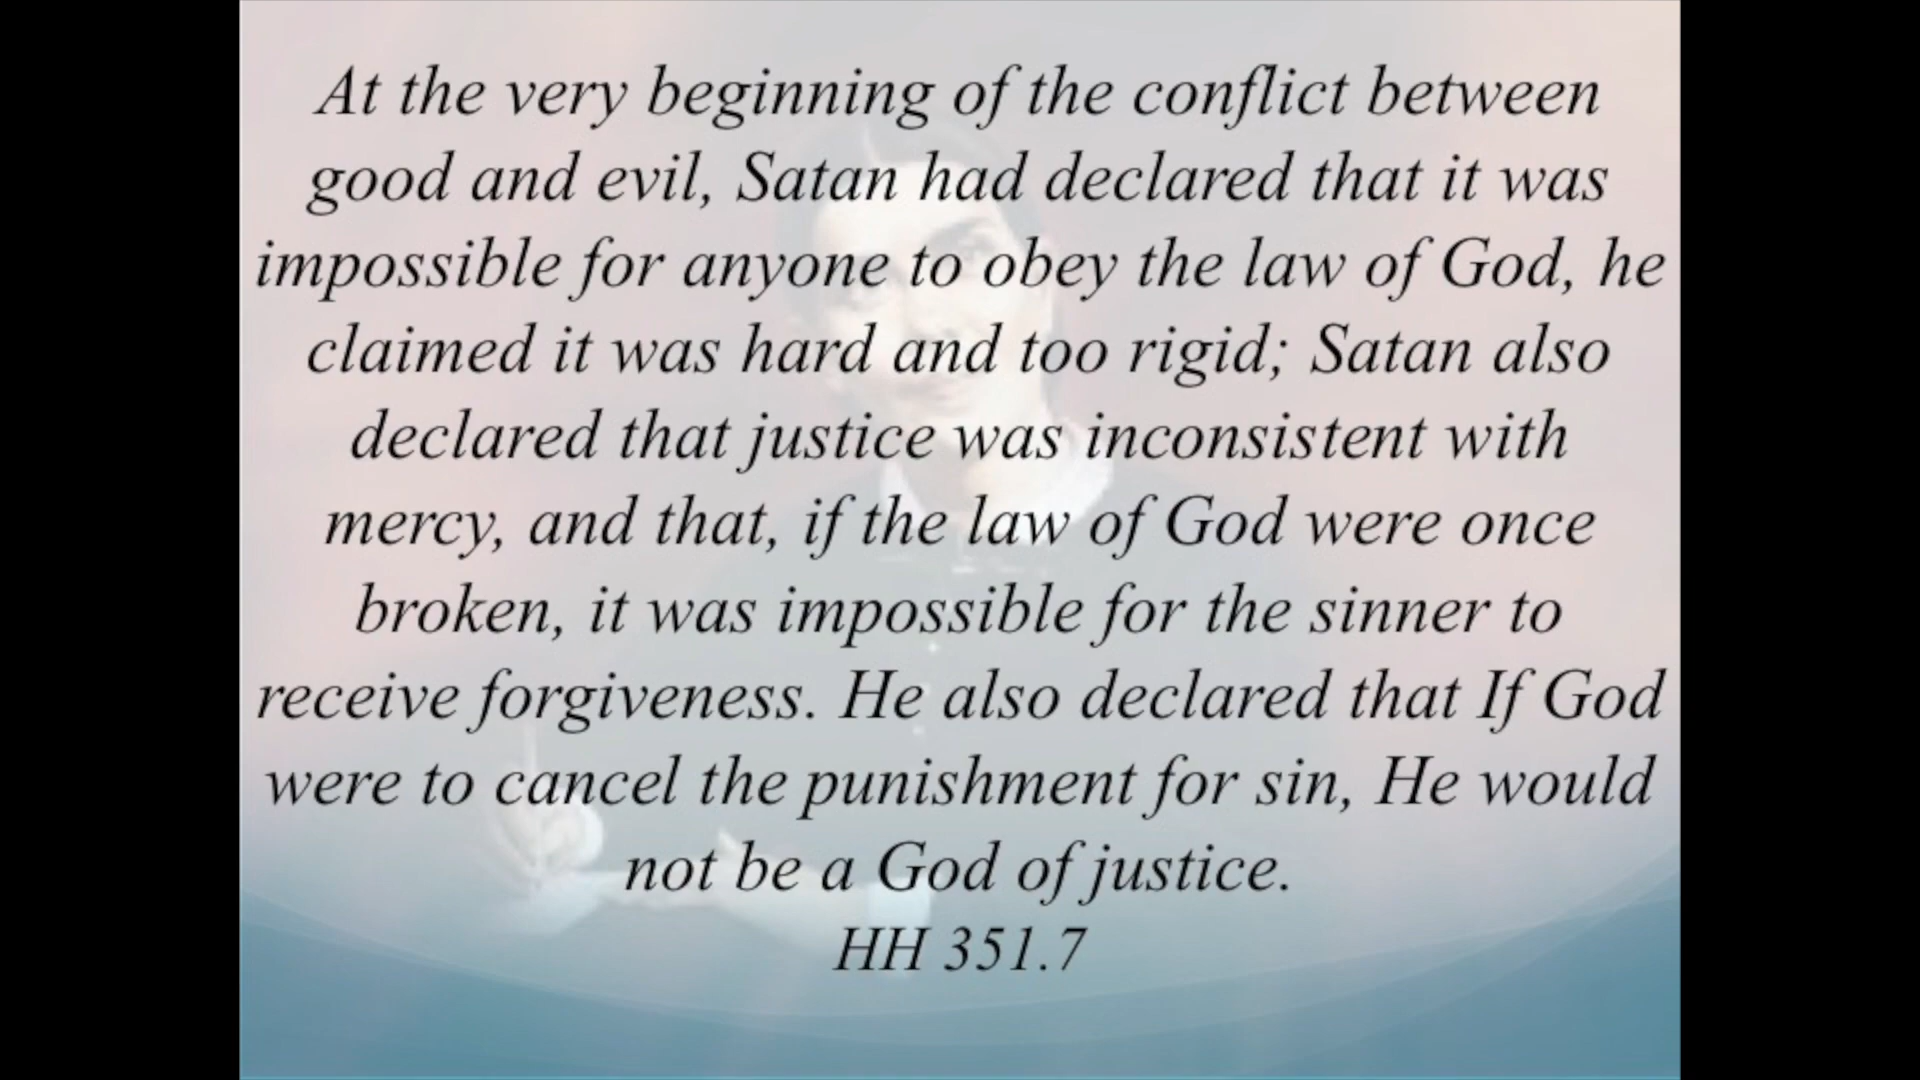 At the very beginning of the conflict between
good and evil, Satan had declared that it was
impossible for anyone to obey the law of God, he
claimed it was hard and too rigid; Satan also
declared that justice was inconsistent with
mercy, and that, if the law of God were once
broken, it was impossible for the sinner to
receive forgiveness. He also declared that If God
were to cancel the punishment for sin, He would
not be a God of justice.
HH 351.7